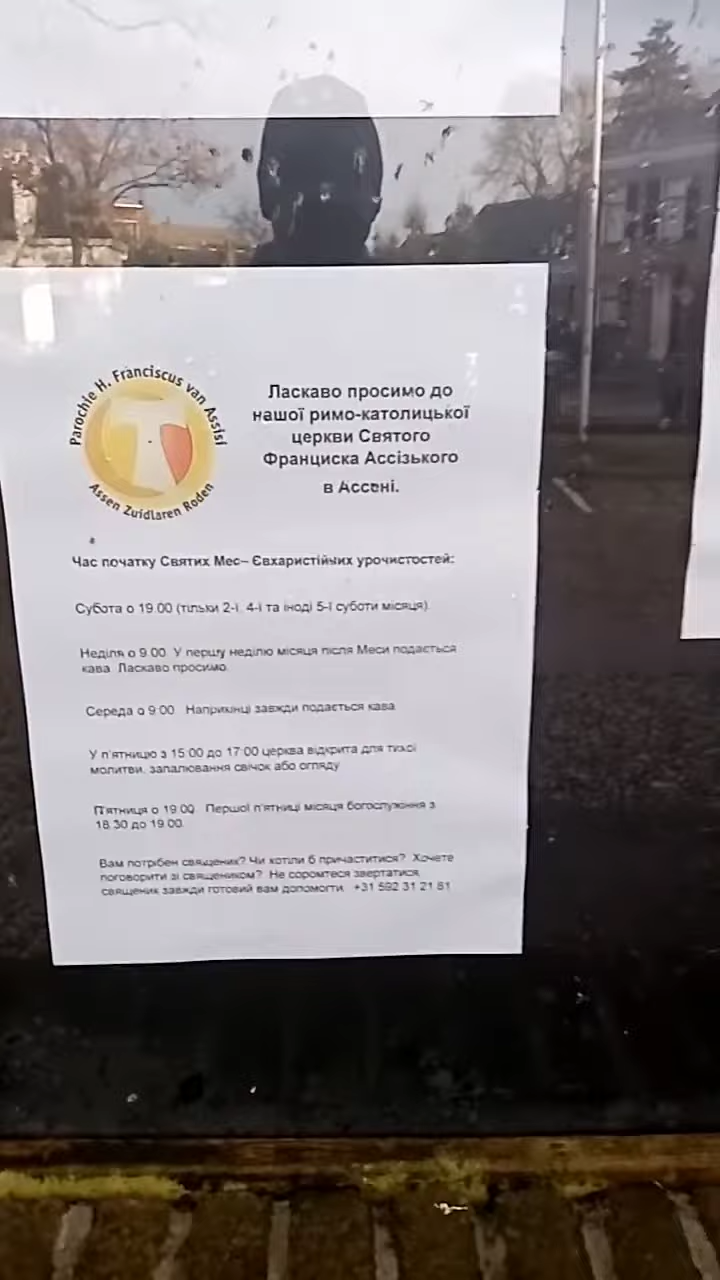 Parochie H. Franciscus van Assisi
Assen Zuidlaren Roden
Ласкаво просимо до
нашої римо-католицької
церкви Святого
Франциска Ассізького
в Ассені.
Час початку Святих Мес– Євхаристійних урочистостей:
Субота о 19.00 (тільки 2-ї, 4-ї та іноді 5-ї суботи місяця).
Неділя о 9.00. У першу неділю місяця після Меси подається
кава. Ласкаво просимо.
Середа о 9:00. Наприкінці завжди подається кава
У п'ятницю з 15:00 до 17:00 церква відкрита для тихої
молитви, запалювання свічок або огляду
П'ятниця о 19.00. Першої п'ятниці місяця богослужіння з
18.30 до 19.00.
Вам потрібен священик? Чи хотіли б причаститися? Хочете
поговорити зі священиком? Не соромтеся звертатися,
священик завжди готовий вам допомогти. +31 592 31 21 81